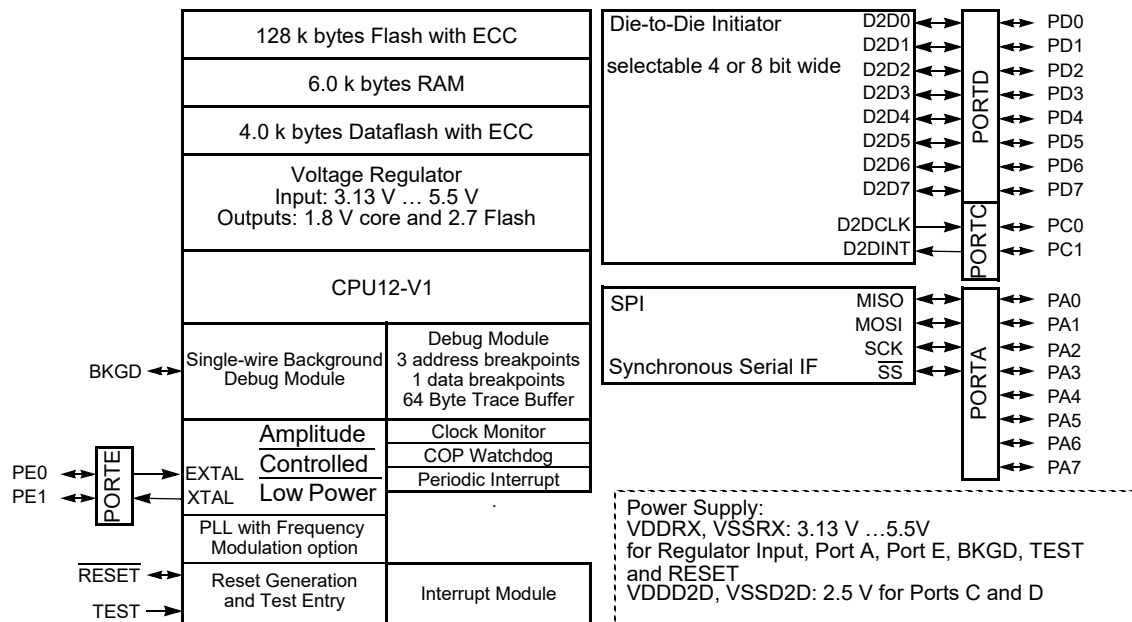 128 k bytes Flash with ECC
6.0 k bytes RAM
4.0 k bytes Dataflash with ECC
Voltage Regulator
Input: 3.13 V … 5.5 V
Outputs: 1.8 V core and 2.7 Flash
CPU12-V1
BKGD
Single-wire Background
Debug Module
Debug Module
3 address breakpoints
1 data breakpoints
64 Byte Trace Buffer
PE0
PE1
PORTE
EXTAL
XTAL
Amplitude
Controlled
Low Power
Clock Monitor
COP Watchdog
Periodic Interrupt
PLL with Frequency
Modulation option
RESET
TEST
Reset Generation
and Test Entry
Interrupt Module
Die-to-Die Initiator
selectable 4 or 8 bit wide
D2D0
D2D1
D2D2
D2D3
D2D4
D2D5
D2D6
D2D7
D2DCLK
D2DINT
PORTD
PORTC
PD0
PD1
PD2
PD3
PD4
PD5
PD6
PD7
PC0
PC1
SPI
Synchronous Serial IF
MISO
MOSI
SCK
SS
PORTA
PA0
PA1
PA2
PA3
PA4
PA5
PA6
PA7
Power Supply:
VDDRX, VSSRX: 3.13 V …5.5V
for Regulator Input, Port A, Port E, BKGD, TEST
and RESET
VDDD2D, VSSD2D: 2.5 V for Ports C and D